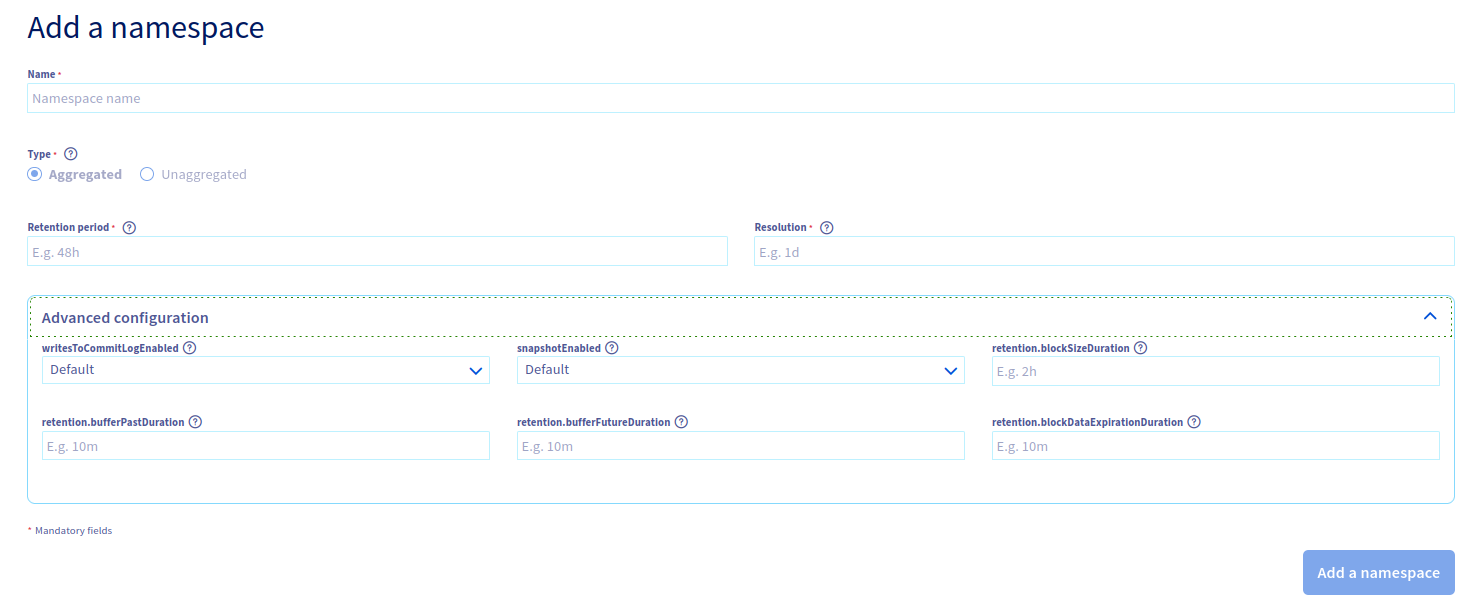 Add a namespace
Name *
Namespace name
Type * ?
Aggregated Unaggregated
Retention period * ? Resolution * ?
E.g. 48h E.g. 1d
Advanced configuration
writesToCommitLogEnabled ? snapshotEnabled ? retention.blockSizeDuration ?
Default Default E.g. 2h
retention.bufferPastDuration ? retention.bufferFutureDuration ? retention.blockDataExpirationDuration ?
E.g. 10m E.g. 10m E.g. 10m
* Mandatory fields
Add a namespace